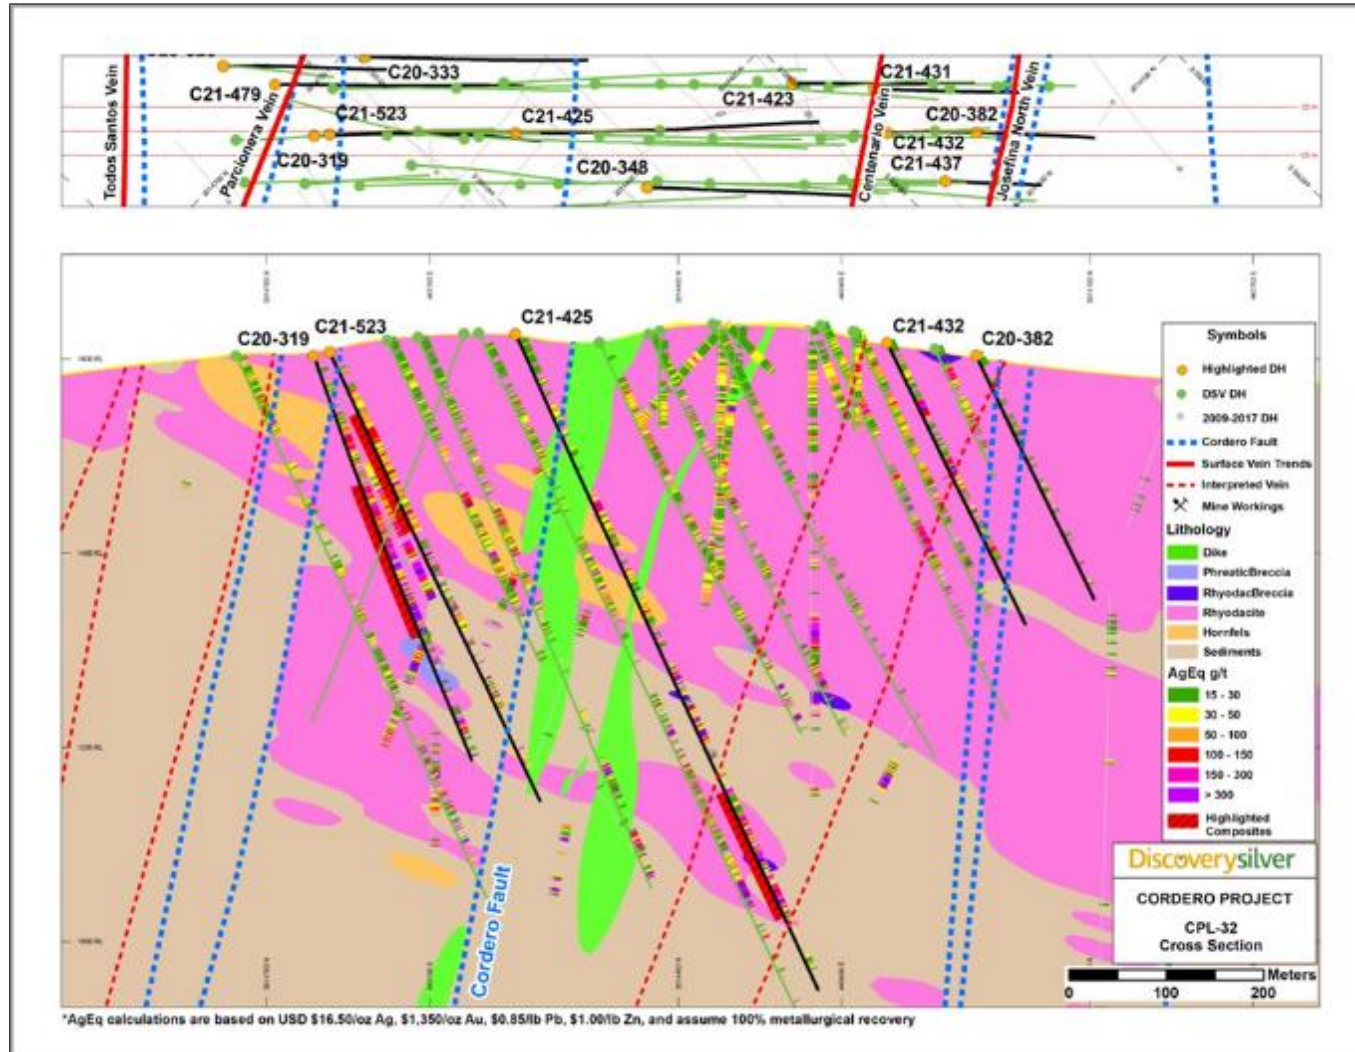 C20-333
C21-431
C21-479
C21-423
C21-523
C21-425
C20-382
C21-432
C20-319
C20-348
C21-437
Todos Santos Vein
Parcionera Vein
Centenario Vein
Josefina North Vein
C20-319
C21-523
C21-425
C21-432
C20-382
Cordero Fault
Symbols
Highlighted DH
DSV DH
2009-2017 DH
Cordero Fault
Surface Vein Trends
Interpreted Vein
Mine Workings
Lithology
Dike
PhreaticBreccia
RhyodacBreccia
Rhyodacite
Hornfels
Sediments
AgEq g/t
15 - 30
30 - 50
50 - 100
100 - 150
150 - 300
> 300
Highlighted
Composites
Discoverysilver
CORDERO PROJECT
CPL-32
Cross Section
Meters
0 100 200
*AgEq calculations are based on USD $16.50/oz Ag, $1,350/oz Au, $0.85/lb Pb, $1.00/lb Zn, and assume 100% metallurgical recovery